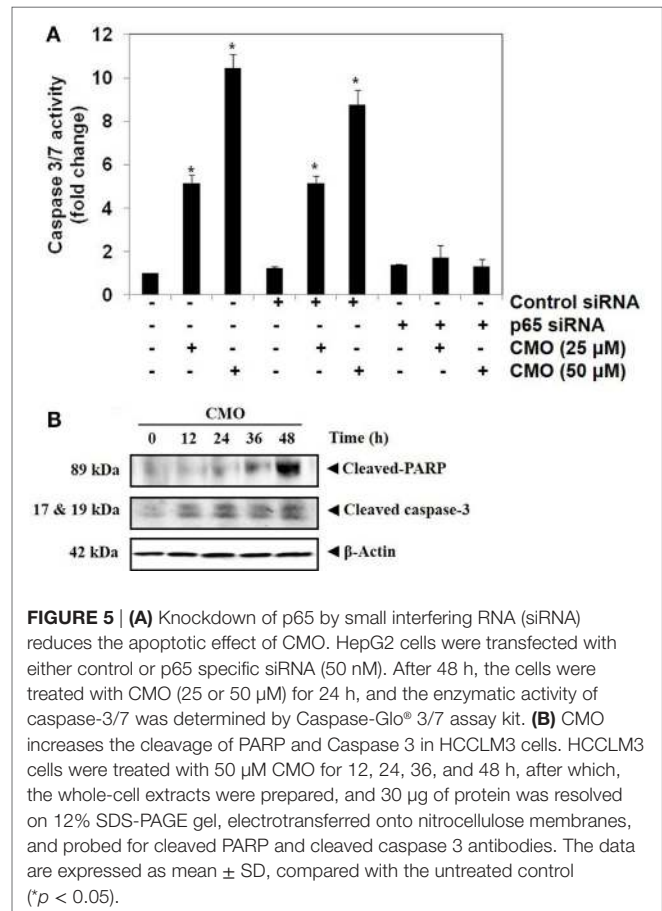 A
Caspase 3/7 activity
(fold change)
12
10
8
6
4
2
0
*
*
*
*
- - - + + + - - - Control siRNA
- - - - - - + + + p65 siRNA
- + - - + - - + - CMO (25 µM)
- - + - - + - - + CMO (50 µM)
B
CMO
0 12 24 36 48 Time (h)
89 kDa ◄ Cleaved-PARP
17 & 19 kDa ◄ Cleaved caspase-3
42 kDa ◄ β-Actin
FIGURE 5 | (A) Knockdown of p65 by small interfering RNA (siRNA)
reduces the apoptotic effect of CMO. HepG2 cells were transfected with
either control or p65 specific siRNA (50 nM). After 48 h, the cells were
treated with CMO (25 or 50 µM) for 24 h, and the enzymatic activity of
caspase-3/7 was determined by Caspase-Glo® 3/7 assay kit. (B) CMO
increases the cleavage of PARP and Caspase 3 in HCCLM3 cells. HCCLM3
cells were treated with 50 µM CMO for 12, 24, 36, and 48 h, after which,
the whole-cell extracts were prepared, and 30 µg of protein was resolved
on 12% SDS-PAGE gel, electrotransferred onto nitrocellulose membranes,
and probed for cleaved PARP and cleaved caspase 3 antibodies. The data
are expressed as mean ± SD, compared with the untreated control
(*p < 0.05).